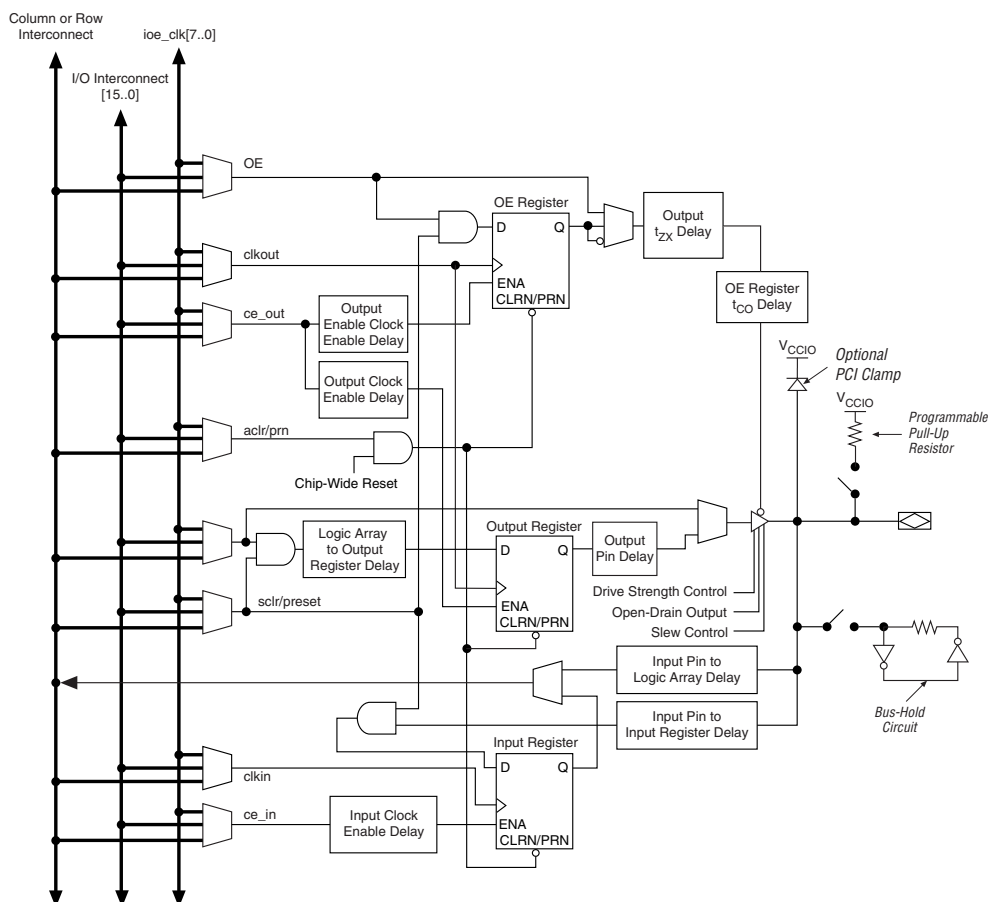 Column or Row
Interconnect
ioe_clk[7..0]
I/O Interconnect
[15..0]
OE
OE Register
D
Q
Output
tZX Delay
clkout
ENA
CLRN/PRN
OE Register
tCO Delay
ce_out
Output
Enable Clock
Enable Delay
VCCIO
Optional
PCI Clamp
Output Clock
Enable Delay
VCCIO
Programmable
Pull-Up
Resistor
aclr/prn
Chip-Wide Reset
Logic Array
to Output
Register Delay
Output Register
D
Q
Output
Pin Delay
sclr/preset
ENA
CLRN/PRN
Drive Strength Control
Open-Drain Output
Slew Control
Input Pin to
Logic Array Delay
Input Pin to
Input Register Delay
Bus-Hold
Circuit
Input Register
D
Q
clkin
ce_in
Input Clock
Enable Delay
ENA
CLRN/PRN